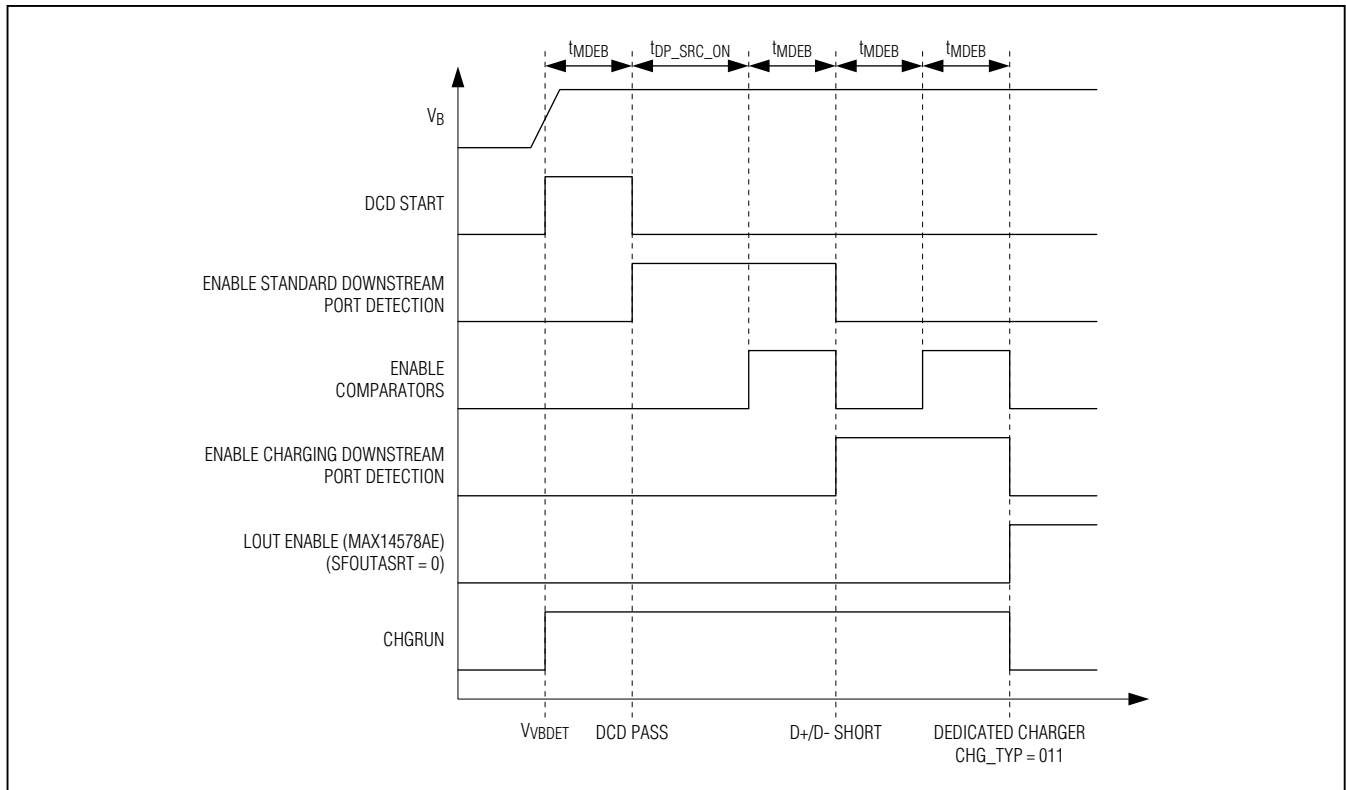 tMDEB tDP_SRC_ON tMDEB tMDEB tMDEB
VB
DCD START
ENABLE STANDARD DOWNSTREAM
PORT DETECTION
ENABLE
COMPARATORS
ENABLE CHARGING DOWNSTREAM
PORT DETECTION
LOUT ENABLE (MAX14578AE)
(SFOUTASRT = 0)
CHGRUN
VVBDET DCD PASS D+/D- SHORT DEDICATED CHARGER
CHG_TYP = 011